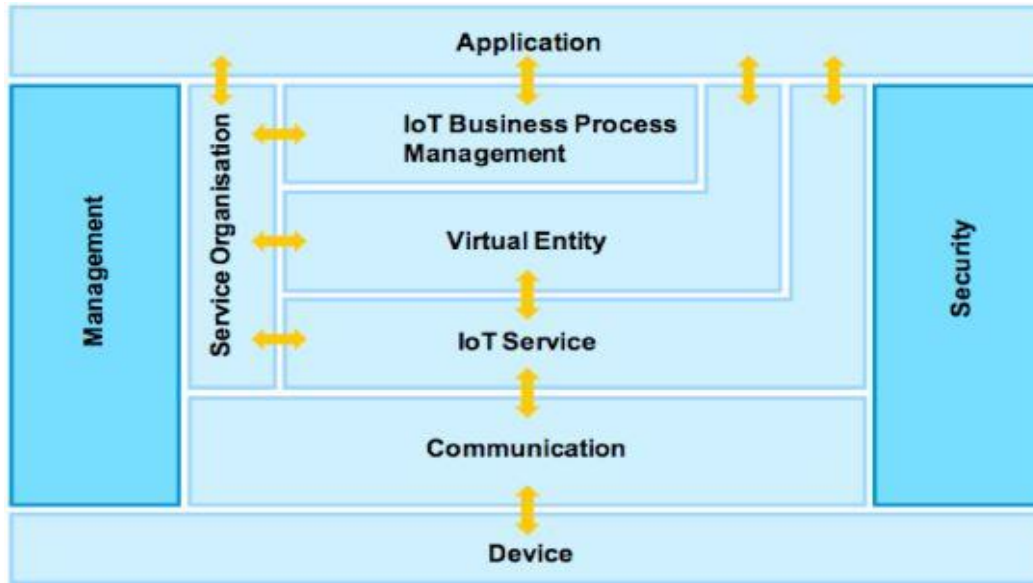 Application
Management
Service Organisation
IoT Business Process
Management
Virtual Entity
IoT Service
Communication
Security
Device